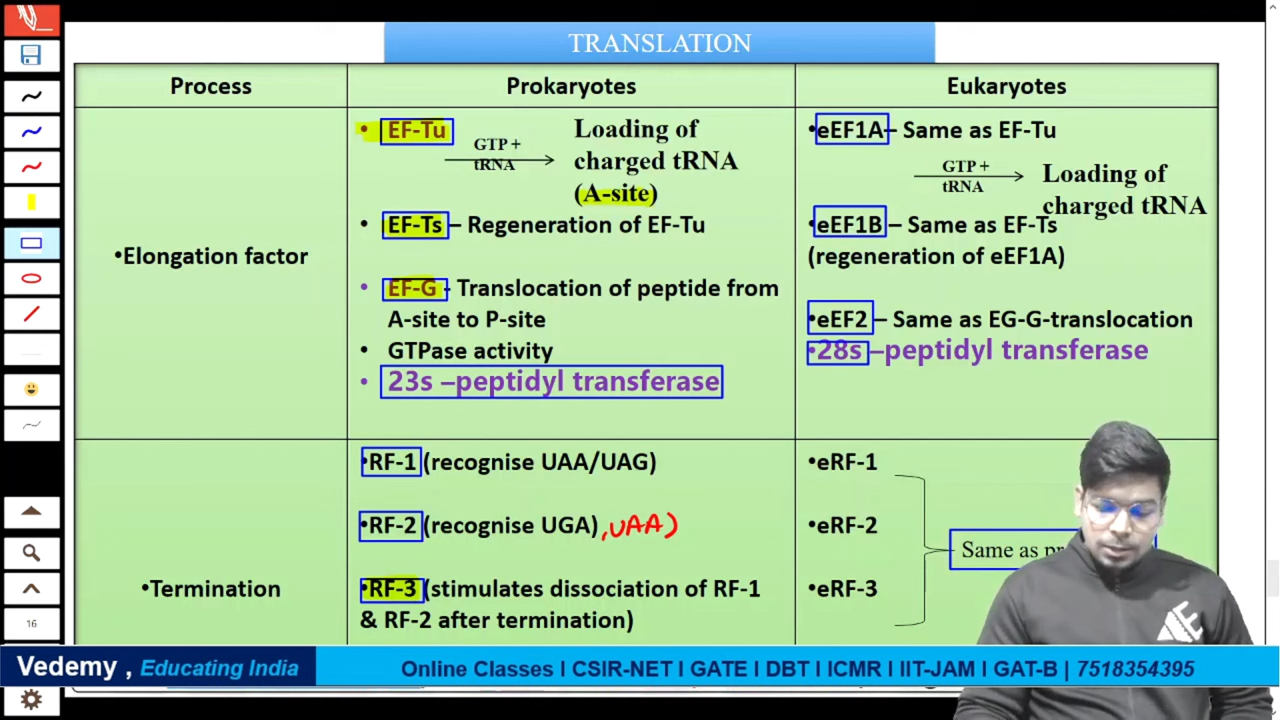 TRANSLATION
Process Prokaryotes Eukaryotes
•Elongation factor
• EF-Tu
GTP +
tRNA
Loading of
charged tRNA
(A-site)
• EF-Ts – Regeneration of EF-Tu
• EF-G - Translocation of peptide from
A-site to P-site
• GTPase activity
• 23s –peptidyl transferase
•eEF1A– Same as EF-Tu
GTP +
tRNA
Loading of
charged tRNA
•eEF1B – Same as EF-Ts
(regeneration of eEF1A)
•eEF2 – Same as EG-G-translocation
•28s –peptidyl transferase
•Termination
•RF-1 (recognise UAA/UAG)
•RF-2 (recognise UGA) ,UAA)
•RF-3 (stimulates dissociation of RF-1
& RF-2 after termination)
•eRF-1
•eRF-2
•eRF-3
Same as
16
Vedemy , Educating India
Online Classes I CSIR-NET I GATE I DBT I ICMR I IIT-JAM I GAT-B | 7518354395